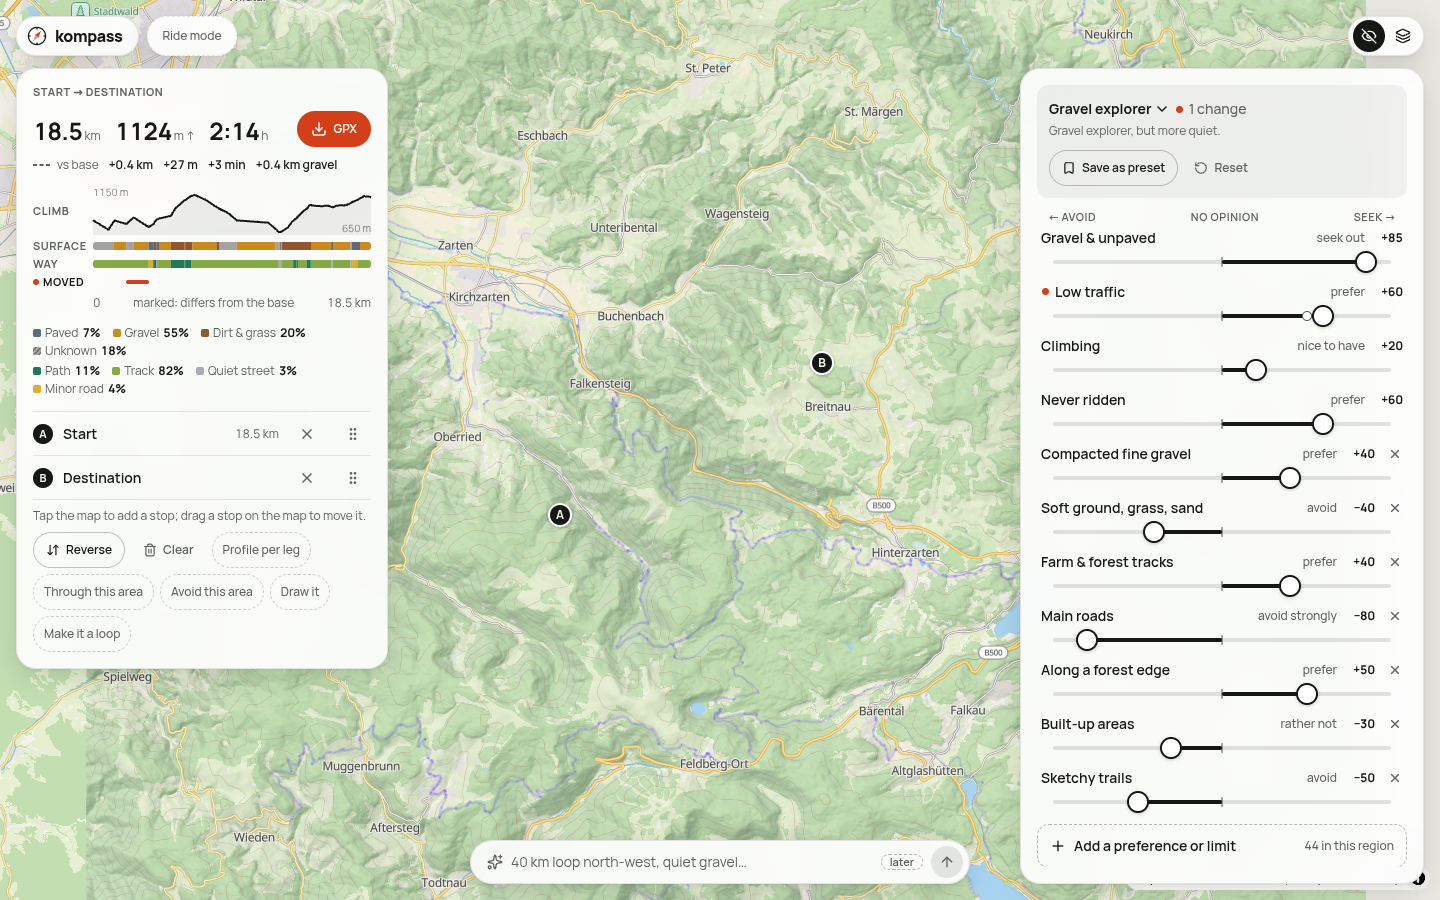 Stadtwald
kompass
Ride mode
START → DESTINATION
18.5 km 1124 m ↑ 2:14 h
GPX
vs base +0.4 km +27 m +3 min +0.4 km gravel
1150 m
CLIMB
650 m
SURFACE
WAY
MOVED
0 marked: differs from the base 18.5 km
Paved 7% Gravel 55% Dirt & grass 20%
Unknown 18%
Path 11% Track 82% Quiet street 3%
Minor road 4%
A Start 18.5 km
B Destination
Tap the map to add a stop; drag a stop on the map to move it.
Reverse Clear Profile per leg
Through this area Avoid this area Draw it
Make it a loop
Neukirch
St. Peter
St. Märgen
Eschbach
Wagensteig
Unteribental
Zarten
Kirchzarten
Buchenbach
B
Falkensteig
Breitnau
Oberried
B500
A
Hinterzarten
B500
Spielweg
Bärental
Falkau
Muggenbrunn
Feldberg-Ort
Altglashütten
Aftersteg
Wieden
Todtnau
40 km loop north-west, quiet gravel...
later
Gravel explorer 1 change
Gravel explorer, but more quiet.
Save as preset Reset
← AVOID NO OPINION SEEK →
Gravel & unpaved seek out +85
Low traffic prefer +60
Climbing nice to have +20
Never ridden prefer +60
Compacted fine gravel prefer +40
Soft ground, grass, sand avoid −40
Farm & forest tracks prefer +40
Main roads avoid strongly −80
Along a forest edge prefer +50
Built-up areas rather not −30
Sketchy trails avoid −50
Add a preference or limit 44 in this region